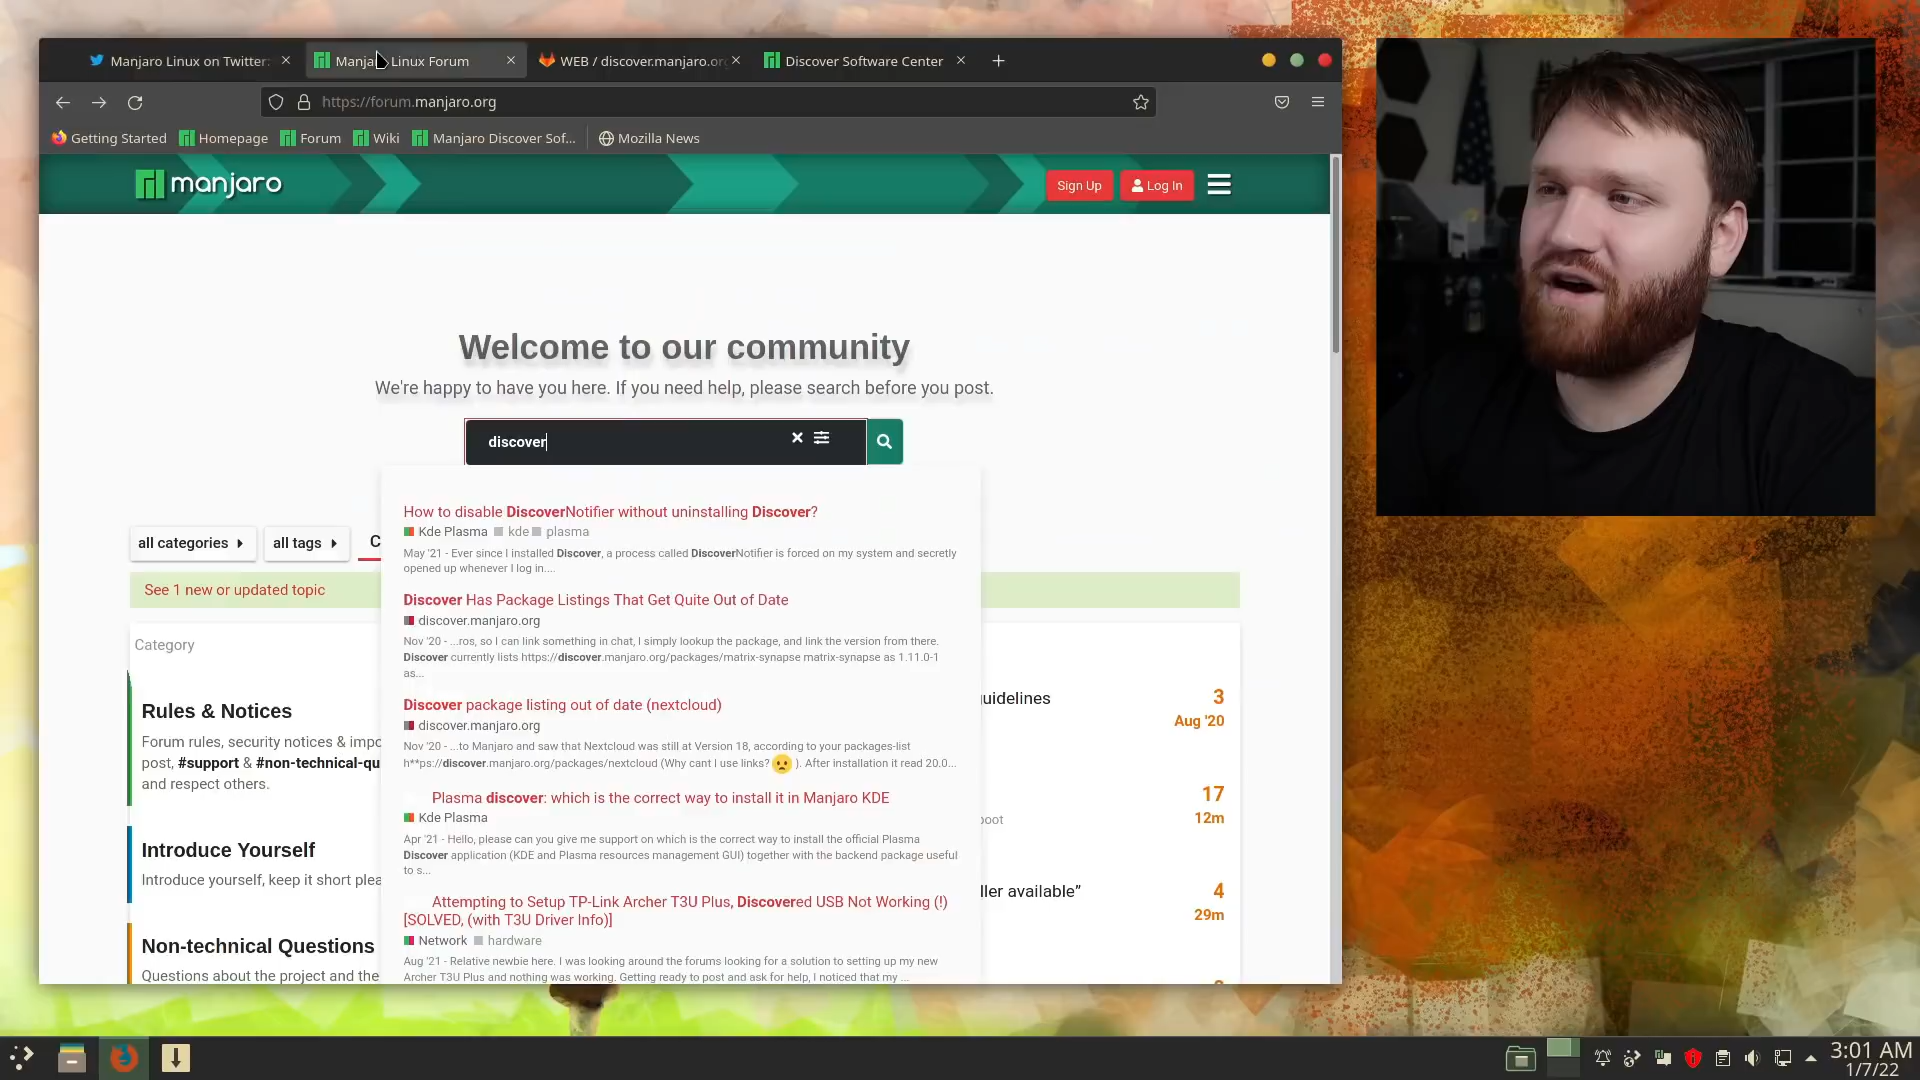 Manjaro Linux on Twitter:
Manjaro Linux Forum
WEB / discover.manjaro.org
Discover Software Center
https://forum.manjaro.org
Getting Started
Homepage
Forum
Wiki
Manjaro Discover Sof...
Mozilla News
manjaro
Sign Up
Log In
Welcome to our community
We're happy to have you here. If you need help, please search before you post.
discover
How to disable DiscoverNotifier without uninstalling Discover?
Kde Plasma kde plasma
May '21 - Ever since I installed Discover, a process called DiscoverNotifier is forced on my system and secretly
opened up whenever I log in....
Discover Has Package Listings That Get Quite Out of Date
discover.manjaro.org
Nov '20 - ...ros, so I can link something in chat, I simply lookup the package, and link the version from there.
Discover currently lists https://discover.manjaro.org/packages/matrix-synapse matrix-synapse as 1.11.0-1
as...
Discover package listing out of date (nextcloud)
discover.manjaro.org
Nov '20 - ...to Manjaro and saw that Nextcloud was still at Version 18, according to your packages-list
h**ps://discover.manjaro.org/packages/nextcloud (Why cant I use links? ). After installation it read 20.0...
Plasma discover: which is the correct way to install it in Manjaro KDE
Kde Plasma
Apr '21 - Hello, please can you give me support on which is the correct way to install the official Plasma
Discover application (KDE and Plasma resources management GUI) together with the backend package useful
to s...
Attempting to Setup TP-Link Archer T3U Plus, Discovered USB Not Working (!)
[SOLVED, (with T3U Driver Info)]
Network hardware
Aug '21 - Relative newbie here. I was looking around the forums looking for a solution to setting up my new
Archer T3U Plus and nothing was working. Getting ready to post and ask for help, I noticed that my ...
all categories
all tags
C
See 1 new or updated topic
Category
Rules & Notices
Forum rules, security notices & impo
post, #support & #non-technical-qu
and respect others.
Introduce Yourself
Introduce yourself, keep it short plea
Non-technical Questions
Questions about the project and the
uidelines
3
Aug '20
17
12m
oot
ller available”
4
29m
3:01 AM
1/7/22